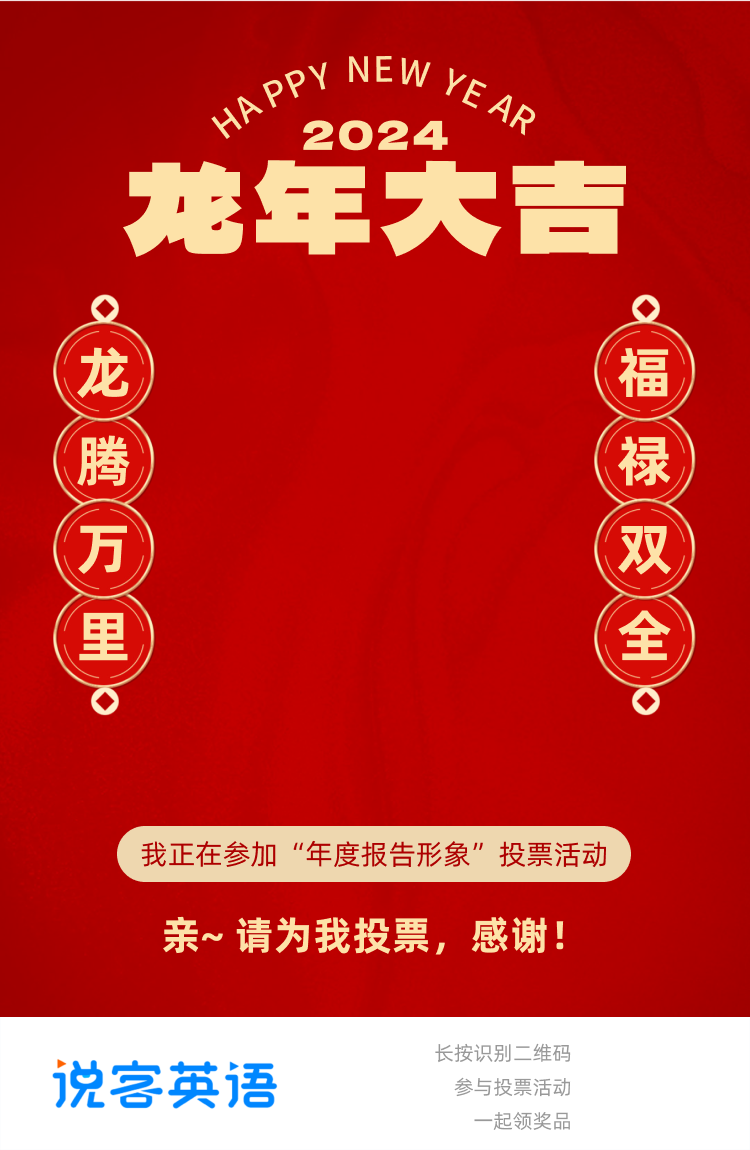 HAPPY NEW YEAR
2024
龙年大吉
龙腾万里
福禄双全
我正在参加“年度报告形象”投票活动
亲~ 请为我投票，感谢！
说客英语
长按识别二维码
参与投票活动
一起领奖品